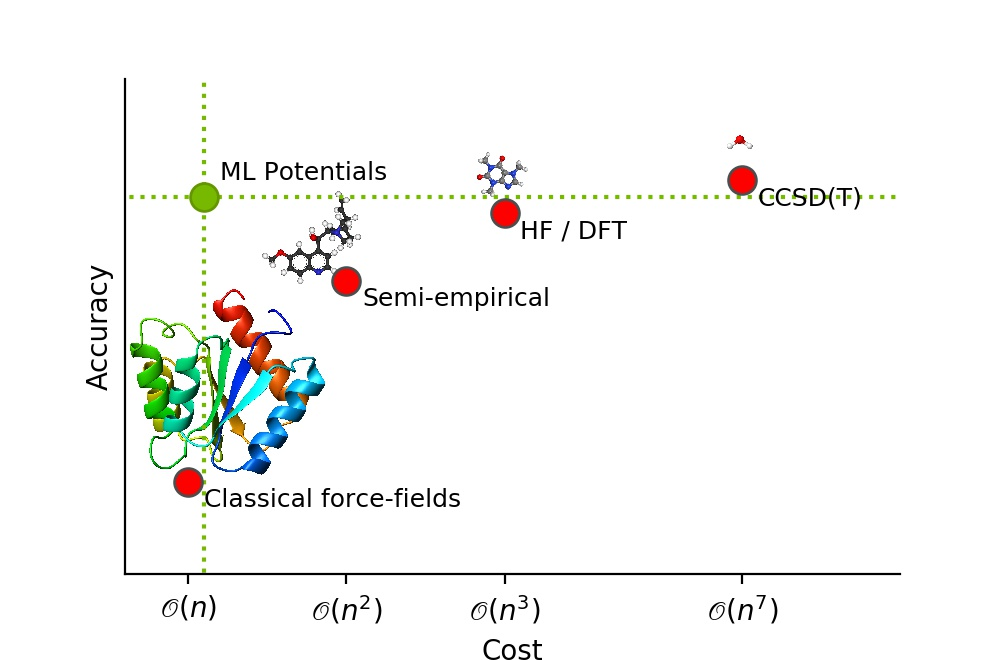 ML Potentials
CCSD(T)
HF / DFT
Semi-empirical
Classical force-fields
Accuracy
𝒪(n)
𝒪(n²)
𝒪(n³)
𝒪(n⁷)
Cost